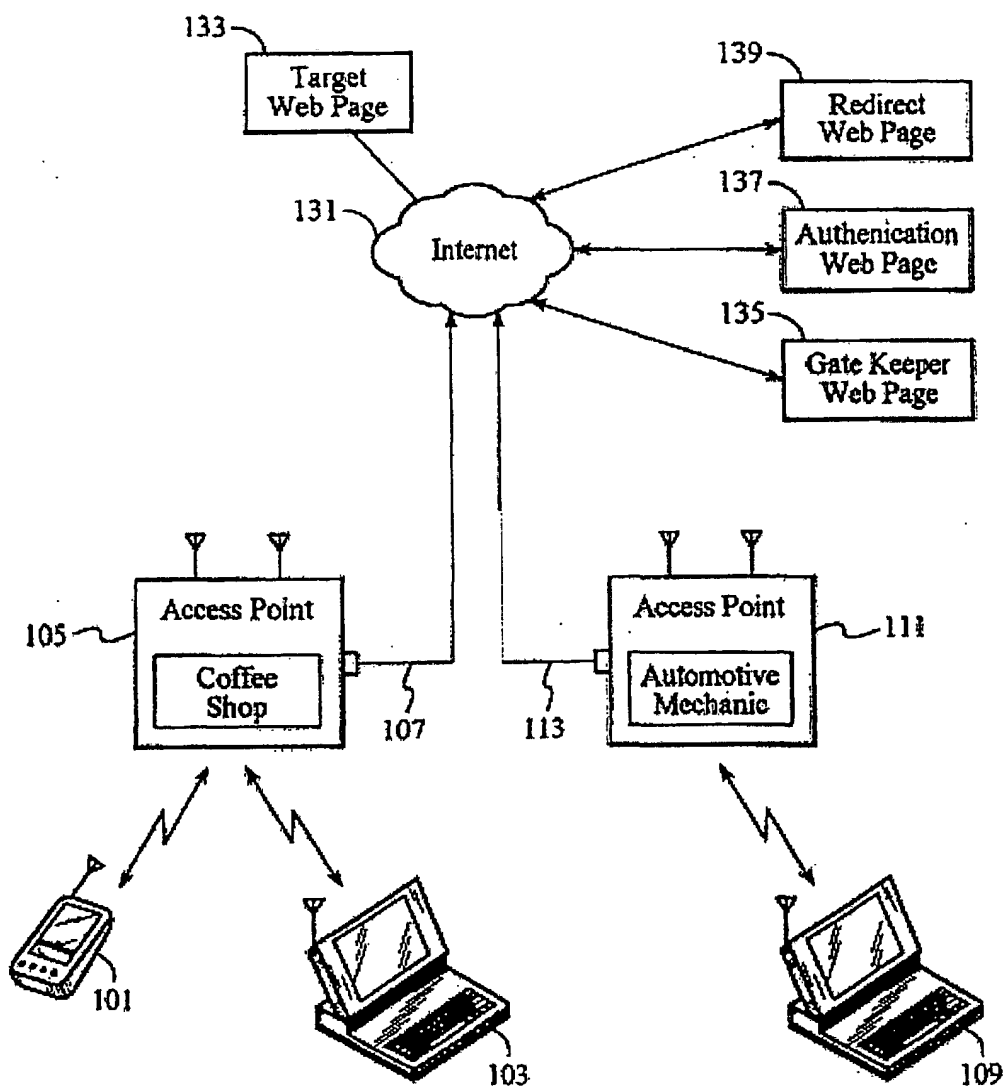 133
Target
Web Page
139
Redirect
Web Page
131
Internet
137
Authenication
Web Page
135
Gate Keeper
Web Page
Access Point
105
Coffee
Shop
107
Access Point
111
Automotive
Mechanic
113
101
103
109